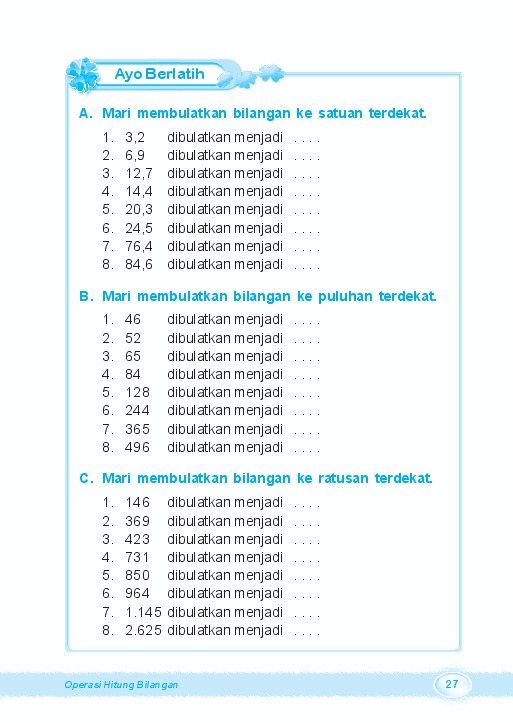 Ayo Berlatih
A. Mari membulatkan bilangan ke satuan terdekat.
1. 3,2 dibulatkan menjadi . . . .
2. 6,9 dibulatkan menjadi . . . .
3. 12,7 dibulatkan menjadi . . . .
4. 14,4 dibulatkan menjadi . . . .
5. 20,3 dibulatkan menjadi . . . .
6. 24,5 dibulatkan menjadi . . . .
7. 76,4 dibulatkan menjadi . . . .
8. 84,6 dibulatkan menjadi . . . .
B. Mari membulatkan bilangan ke puluhan terdekat.
1. 46 dibulatkan menjadi . . . .
2. 52 dibulatkan menjadi . . . .
3. 65 dibulatkan menjadi . . . .
4. 84 dibulatkan menjadi . . . .
5. 128 dibulatkan menjadi . . . .
6. 244 dibulatkan menjadi . . . .
7. 365 dibulatkan menjadi . . . .
8. 496 dibulatkan menjadi . . . .
C. Mari membulatkan bilangan ke ratusan terdekat.
1. 146 dibulatkan menjadi . . . .
2. 369 dibulatkan menjadi . . . .
3. 423 dibulatkan menjadi . . . .
4. 731 dibulatkan menjadi . . . .
5. 850 dibulatkan menjadi . . . .
6. 964 dibulatkan menjadi . . . .
7. 1.145 dibulatkan menjadi . . . .
8. 2.625 dibulatkan menjadi . . . .
Operasi Hitung Bilangan
27